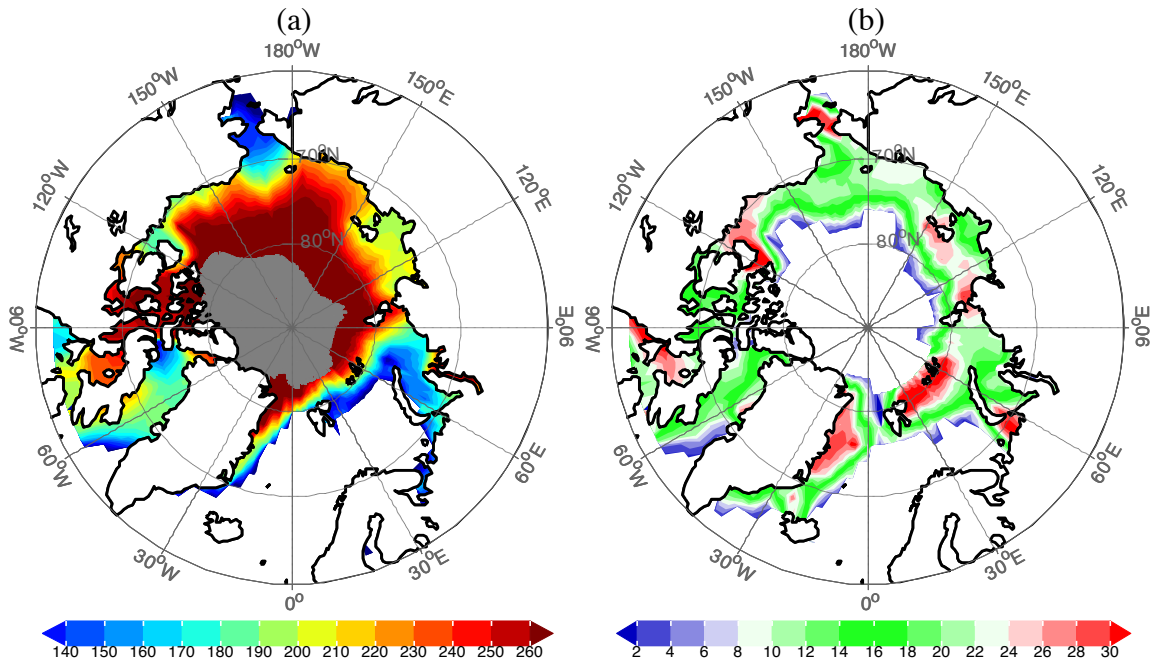 (a) (b)
180°W 180°W
150°W 150°E 150°W 150°E
120°W 120°E 120°W 120°E
70°N 70°N
80°N 80°N
90°W 90°E 90°W 90°E
60°W 60°E 60°W 60°E
30°W 30°E 30°W 30°E
0° 0°
140 150 160 170 180 190 200 210 220 230 240 250 260
2 4 6 8 10 12 14 16 18 20 22 24 26 28 30